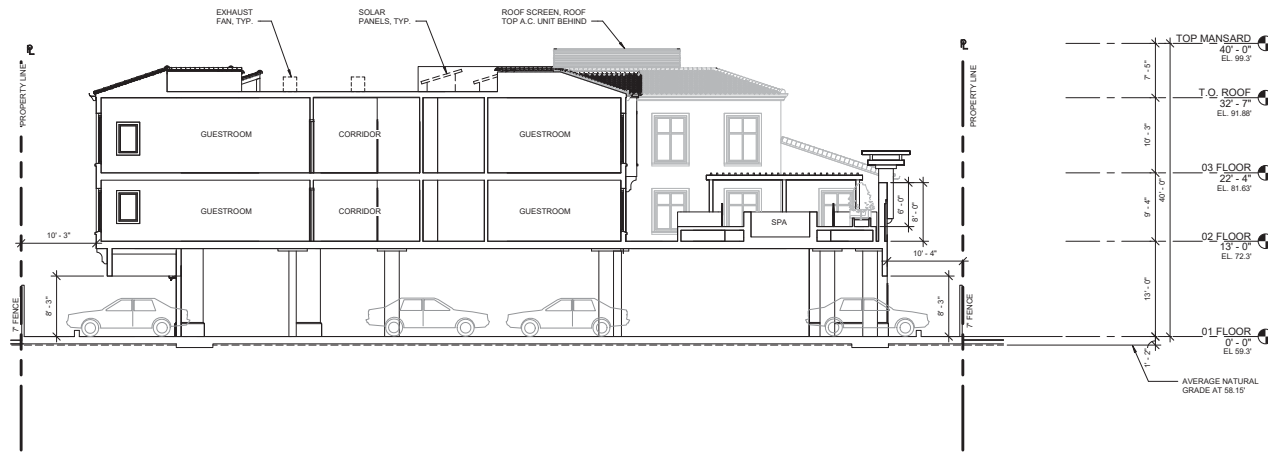 EXHAUST
FAN, TYP.
SOLAR
PANELS, TYP.
ROOF SCREEN, ROOF
TOP A.C. UNIT BEHIND
PL
PROPERTY LINE
PL
PROPERTY LINE
TOP MANSARD
40' - 0"
EL. 99.3'
7' - 5"
T.O. ROOF
32' - 7"
EL. 91.88'
10' - 3"
GUESTROOM
CORRIDOR
GUESTROOM
03 FLOOR
22' - 4"
EL. 81.63'
40' - 0"
9' - 4"
6' - 0"
8' - 0"
GUESTROOM
CORRIDOR
GUESTROOM
SPA
02 FLOOR
13' - 0"
EL. 72.3'
10' - 3"
10' - 4"
13' - 0"
8' - 3"
8' - 3"
7' FENCE
7' FENCE
01 FLOOR
0' - 0"
EL 59.3'
1' - 2"
AVERAGE NATURAL
GRADE AT 58.15'